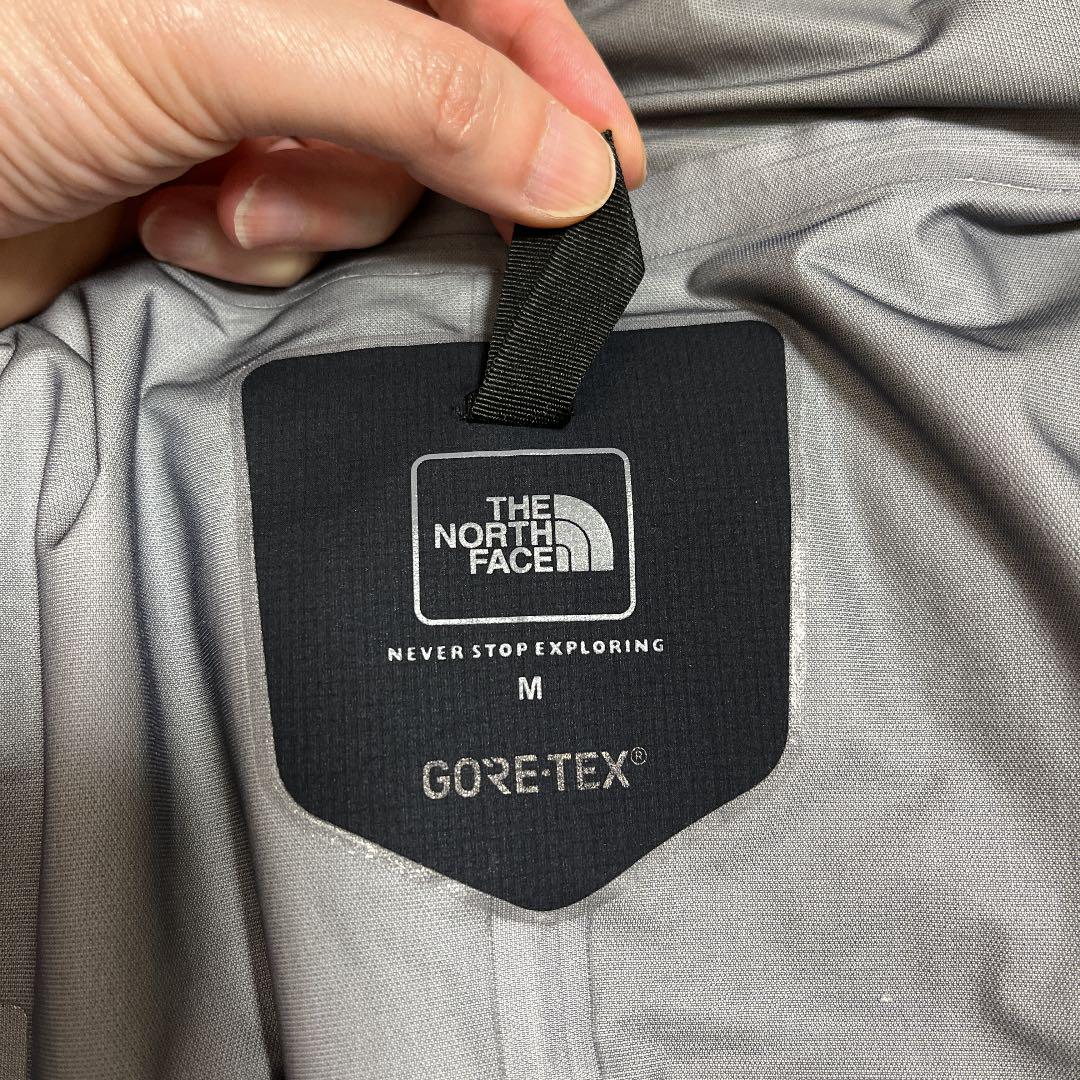 THE
NORTH
FACE
NEVER STOP EXPLORING
M
GORE-TEX®